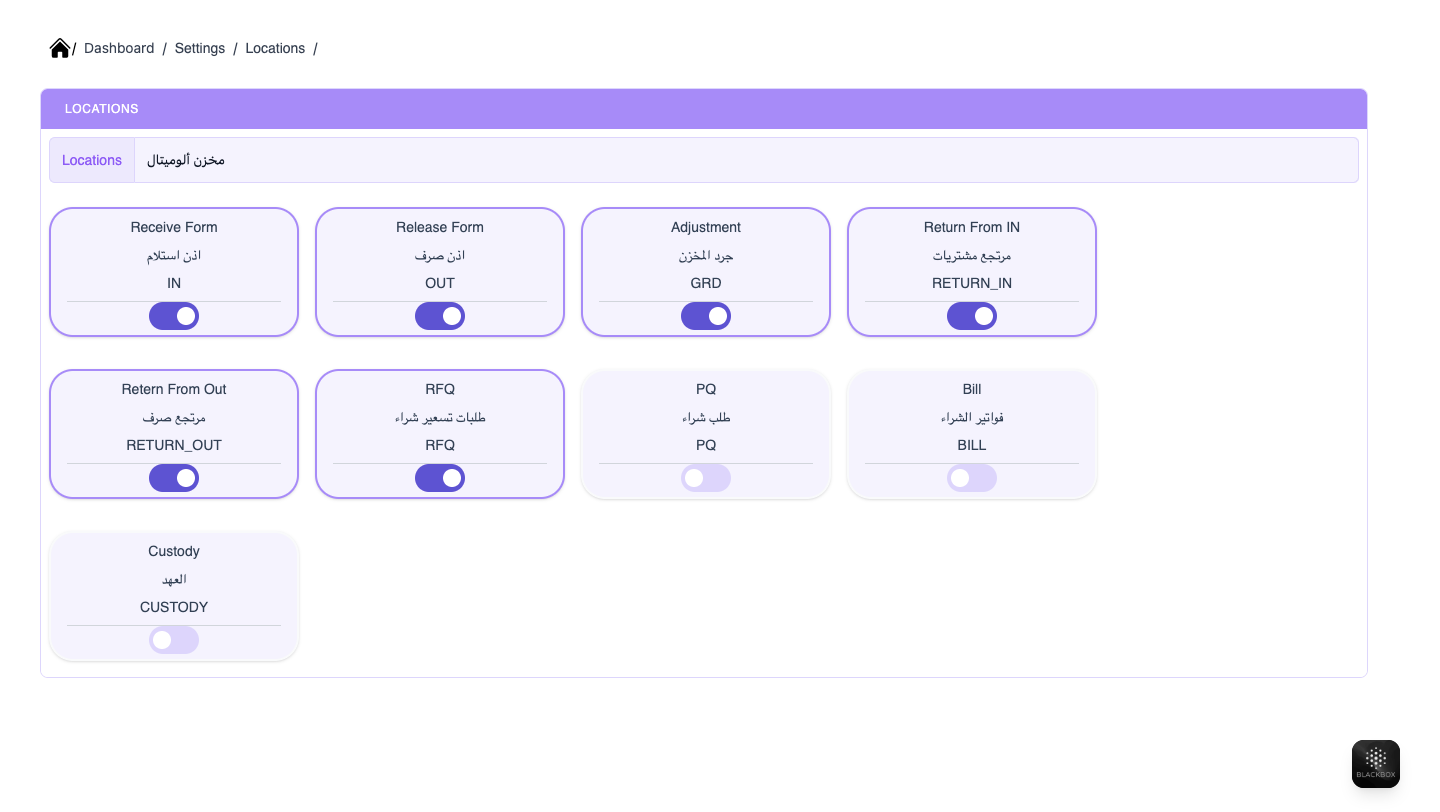 / Dashboard / Settings / Locations /
LOCATIONS
Locations مخزن ألوميتال
Receive Form
اذن استلام
IN
Release Form
اذن صرف
OUT
Adjustment
جرد المخزن
GRD
Return From IN
مرتجع مشتريات
RETURN_IN
Retern From Out
مرتجع صرف
RETURN_OUT
RFQ
طلبات تسعير شراء
RFQ
PQ
طلب شراء
PQ
Bill
فواتير الشراء
BILL
Custody
العهد
CUSTODY
BLACKBOX